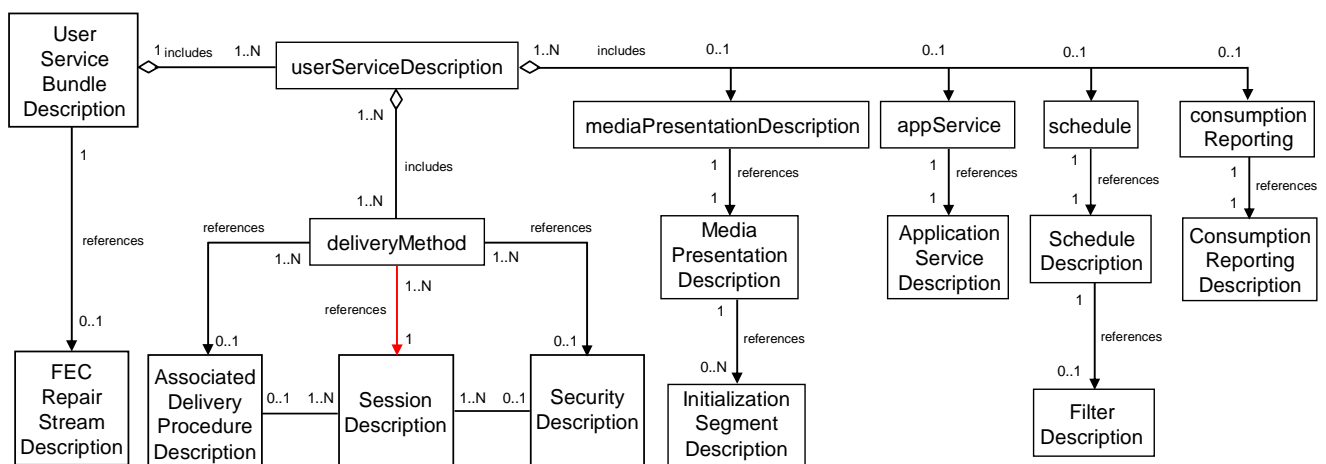 User
Service
Bundle
Description
1 includes 1..N
userServiceDescription
1..N includes 0..1 0..1 0..1 0..1
1..N
mediaPresentationDescription
appService
schedule
consumption
Reporting
1
includes
1 references 1
1 references 1
1 references 1
1 references 1
1..N
references
deliveryMethod
references
Media
Presentation
Description
Application
Service
Description
Schedule
Description
Consumption
Reporting
Description
references
1..N
1..N
1..N
references
1
references
1
references
0..1
0..1
1
0..1
0..N
0..1
FEC
Repair
Stream
Description
Associated
Delivery
Procedure
Description
0..1 1..N
Session
Description
1..N 0..1
Security
Description
Initialization
Segment
Description
Filter
Description